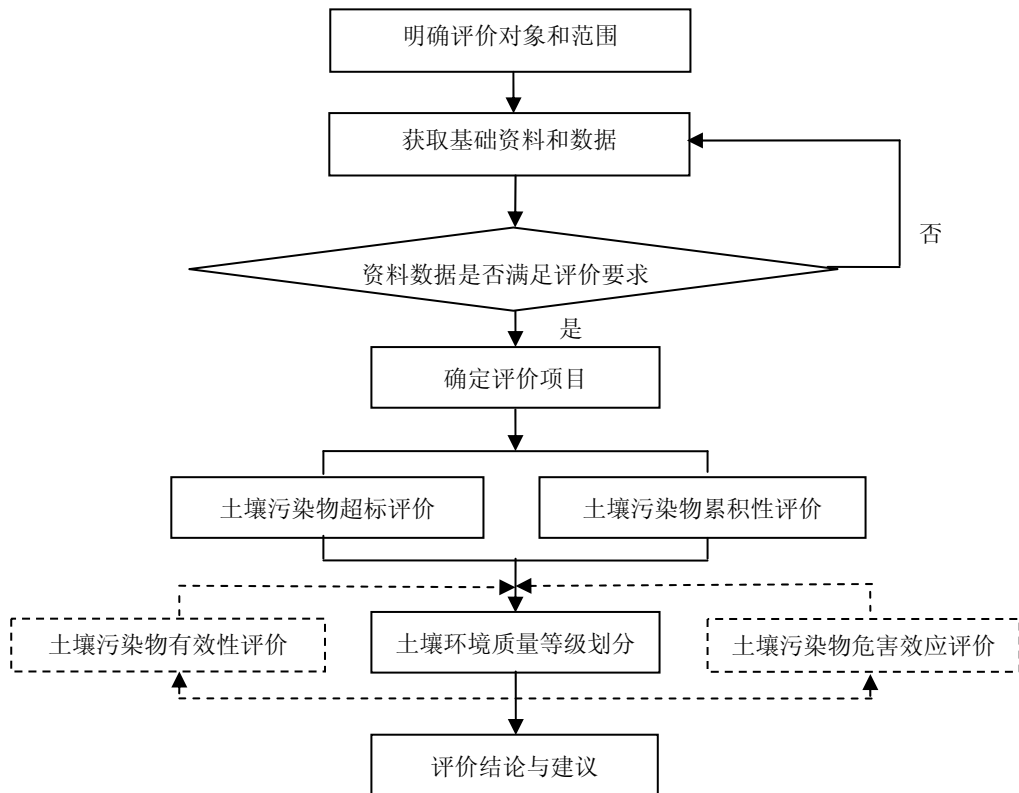 明确评价对象和范围
获取基础资料和数据
否
资料数据是否满足评价要求
是
确定评价项目
土壤污染物超标评价
土壤污染物累积性评价
土壤污染物有效性评价
土壤环境质量等级划分
土壤污染物危害效应评价
评价结论与建议